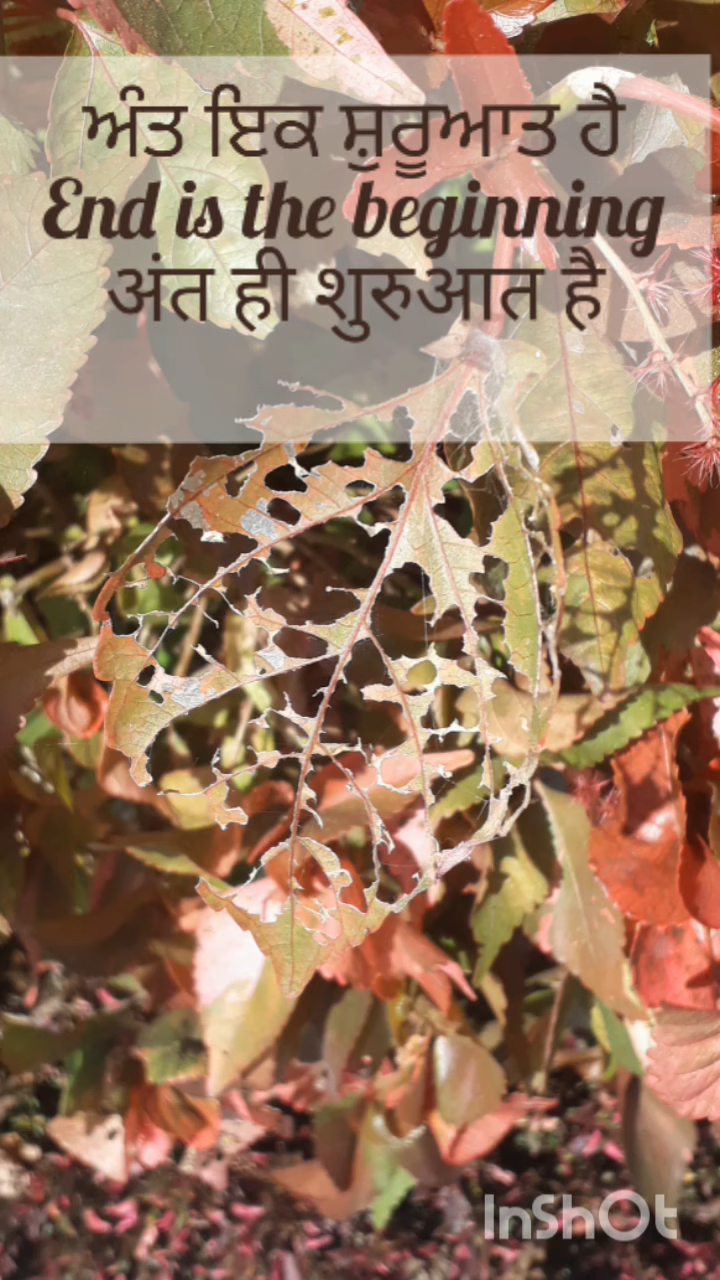 ਅੰਤ ਇਕ ਸ਼ੁਰੂਆਤ ਹੈ
End is the beginning
अंत ही शुरुआत है
InShOt